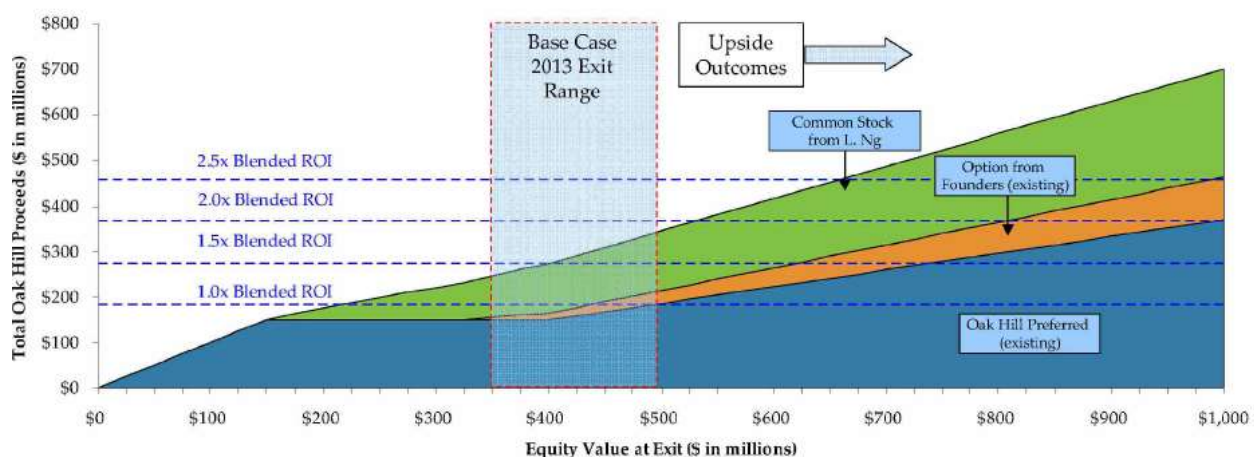 $800
$700
$600
$500
$400
$300
$200
$100
$0
Total Oak Hill Proceeds ($ in millions)
Base Case
2013 Exit
Range
Upside
Outcomes
Common Stock
from L. Ng
Option from
Founders (existing)
Oak Hill Preferred
(existing)
2.5x Blended ROI
2.0x Blended ROI
1.5x Blended ROI
1.0x Blended ROI
$0 $100 $200 $300 $400 $500 $600 $700 $800 $900 $1,000
Equity Value at Exit ($ in millions)